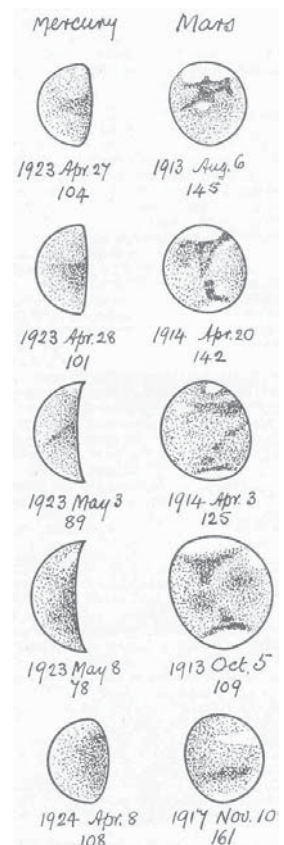 Mercury Mars
1923 Apr. 27 1913 Aug. 6
104 145
1923 Apr. 28 1914 Apr. 20
101 142
1923 May 3 1914 Apr. 3
89 125
1923 May 8 1913 Oct. 5
78 109
1924 Apr. 8 1917 Nov. 10
108 161